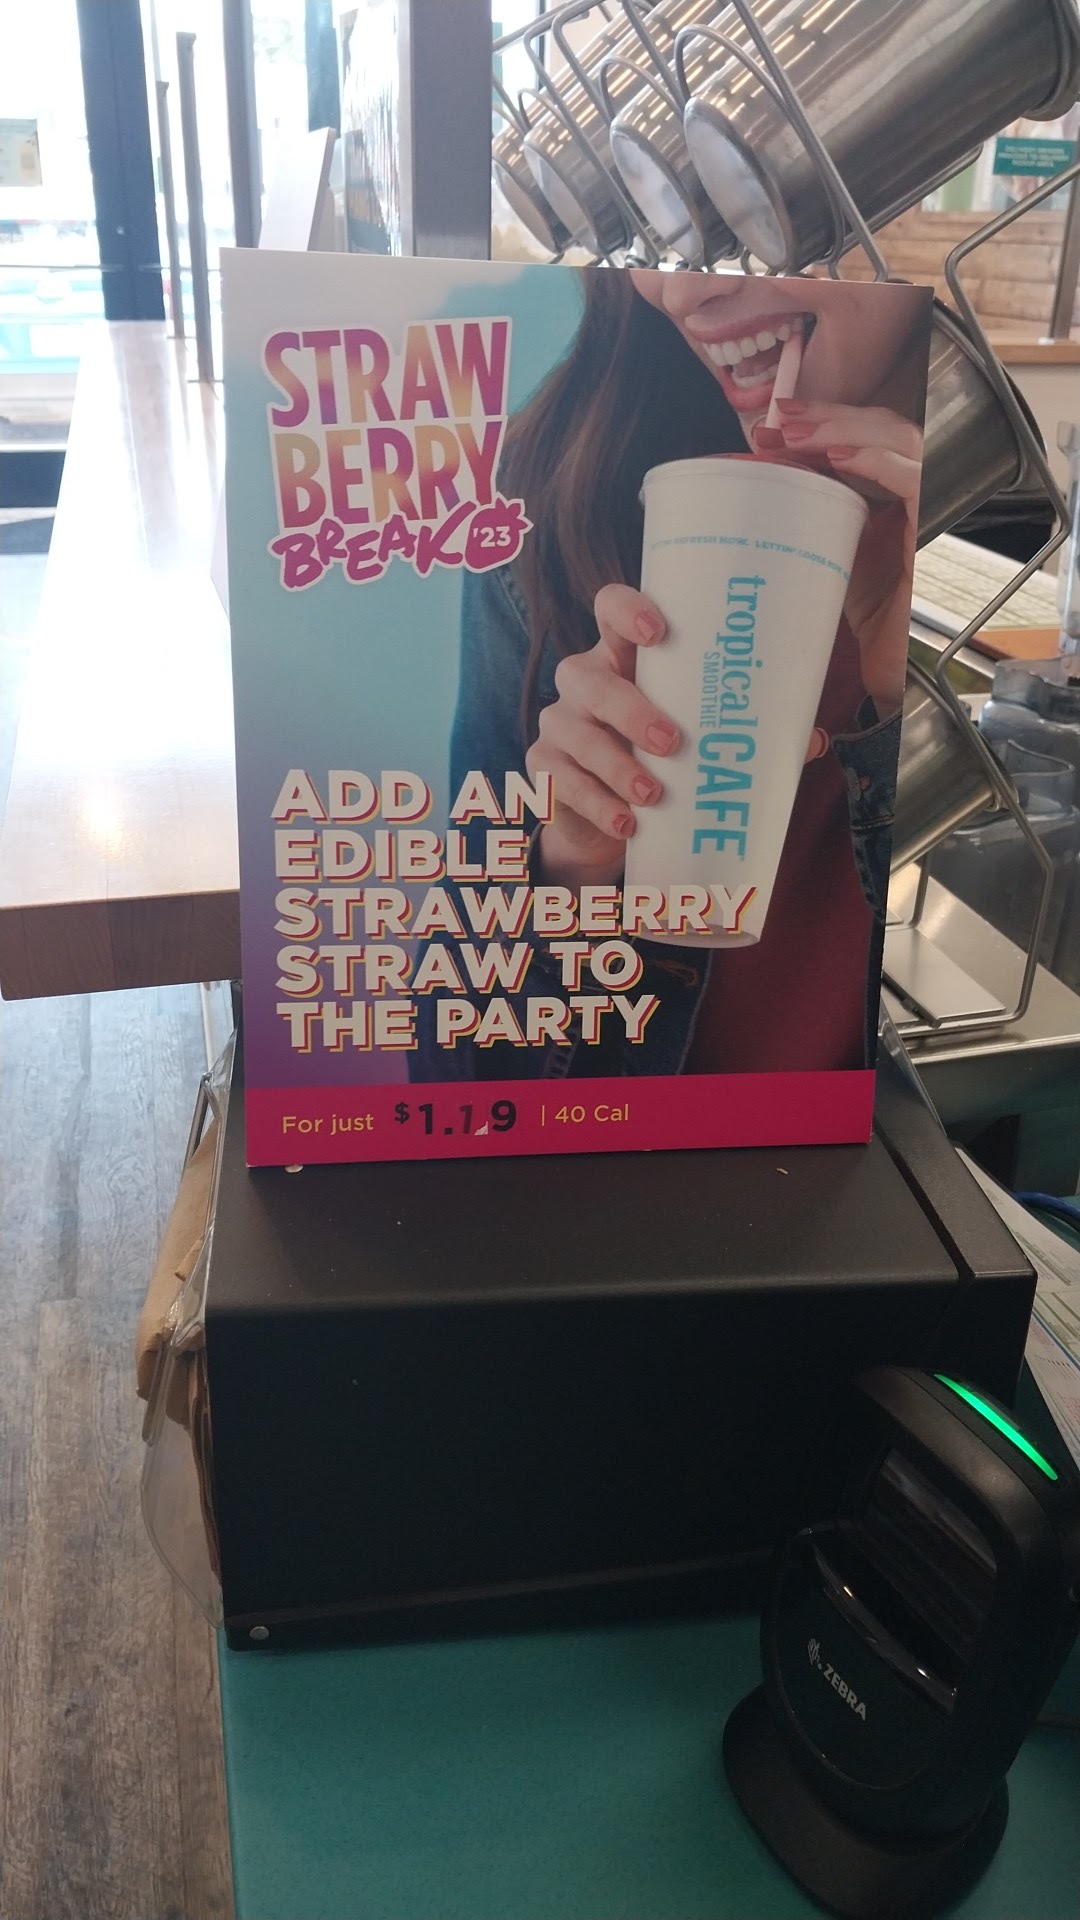 STRAW
BERRY
BREAK '23
tropical CAFE
SMOOTHIE
ADD AN
EDIBLE
STRAWBERRY
STRAW TO
THE PARTY
For just $1.19 | 40 Cal
ZEBRA